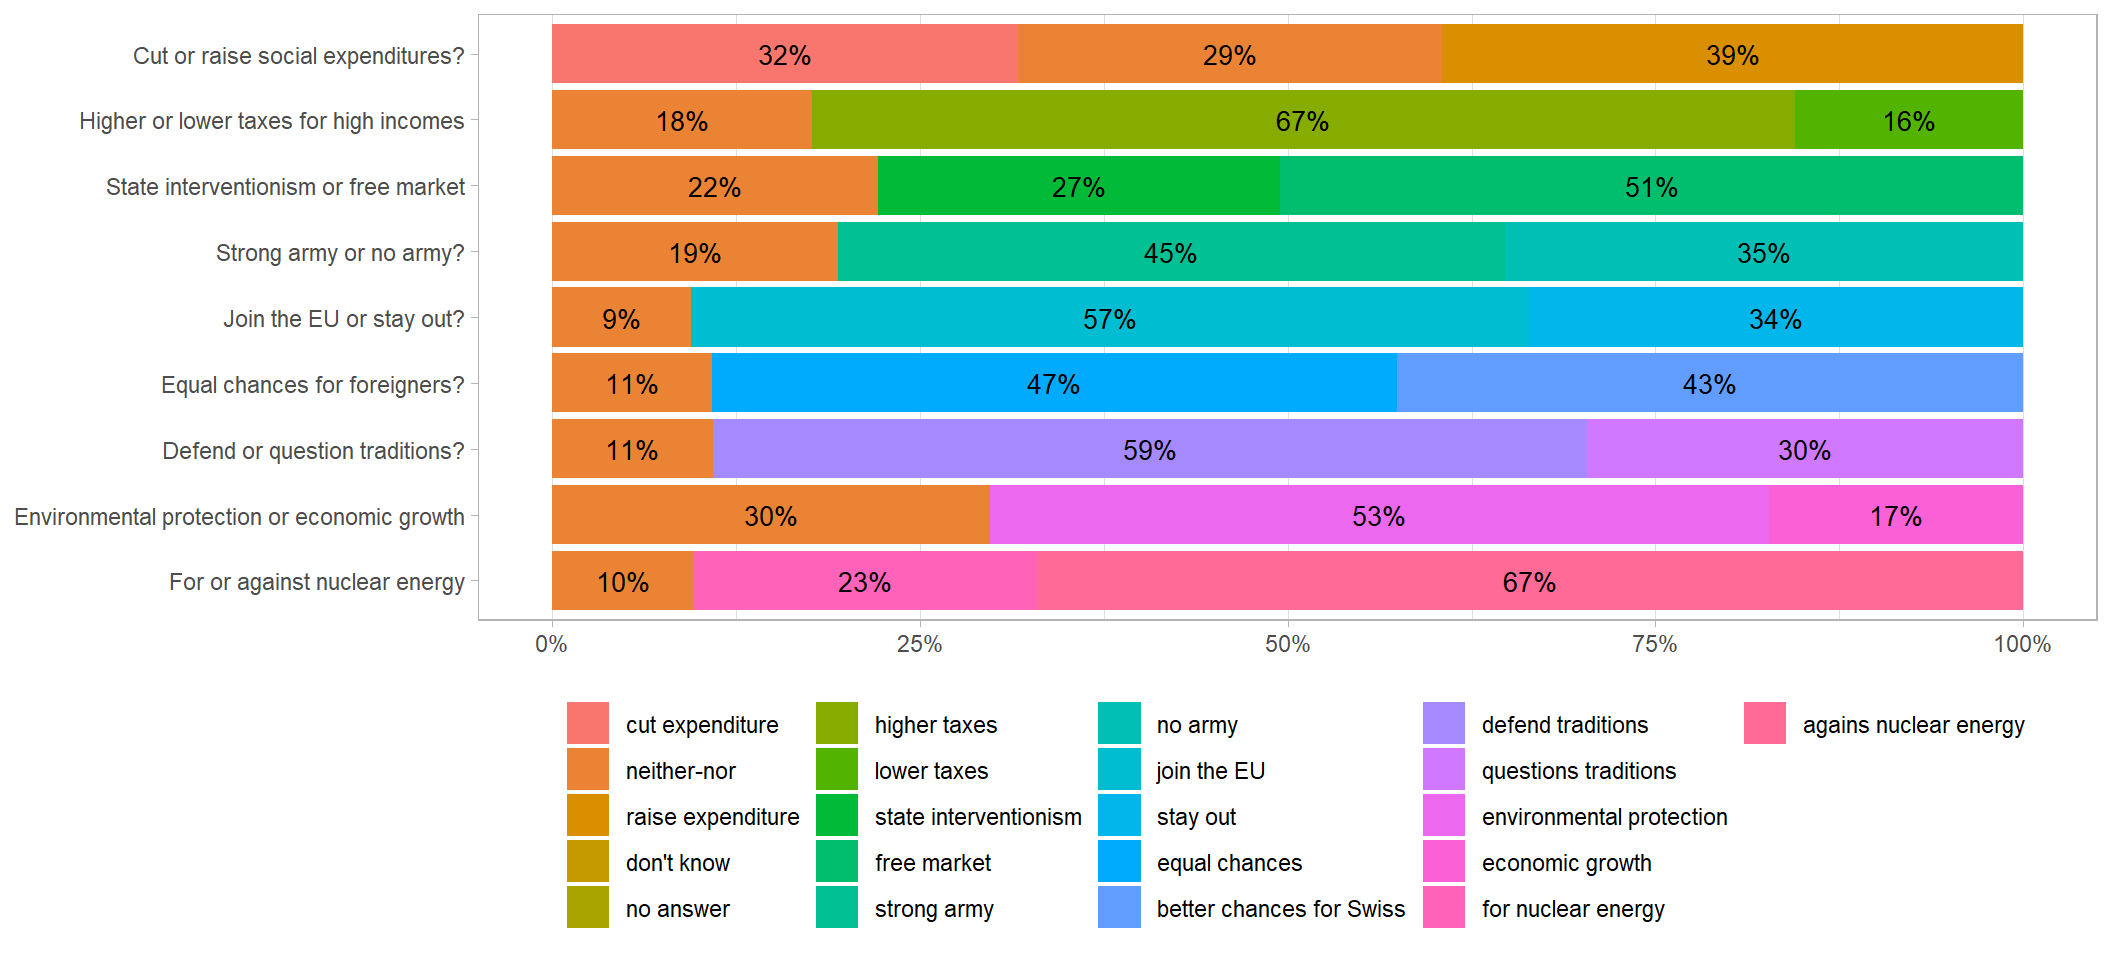 Cut or raise social expenditures? 32% 29% 39%
Higher or lower taxes for high incomes 18% 67% 16%
State interventionism or free market 22% 27% 51%
Strong army or no army? 19% 45% 35%
Join the EU or stay out? 9% 57% 34%
Equal chances for foreigners? 11% 47% 43%
Defend or question traditions? 11% 59% 30%
Environmental protection or economic growth 30% 53% 17%
For or against nuclear energy 10% 23% 67%
0% 25% 50% 75% 100%
cut expenditure
neither-nor
raise expenditure
don't know
no answer
higher taxes
lower taxes
state interventionism
free market
strong army
no army
join the EU
stay out
equal chances
better chances for Swiss
defend traditions
questions traditions
environmental protection
economic growth
for nuclear energy
agains nuclear energy